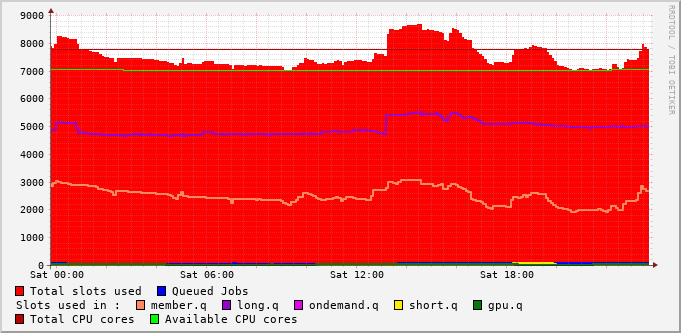 9000
8000
7000
6000
5000
4000
3000
2000
1000
0
Sat 00:00 Sat 06:00 Sat 12:00 Sat 18:00
Total slots used Queued Jobs
Slots used in : member.q long.q ondemand.q short.q gpu.q
Total CPU cores Available CPU cores
RRDTOOL / TOBI OETIKER